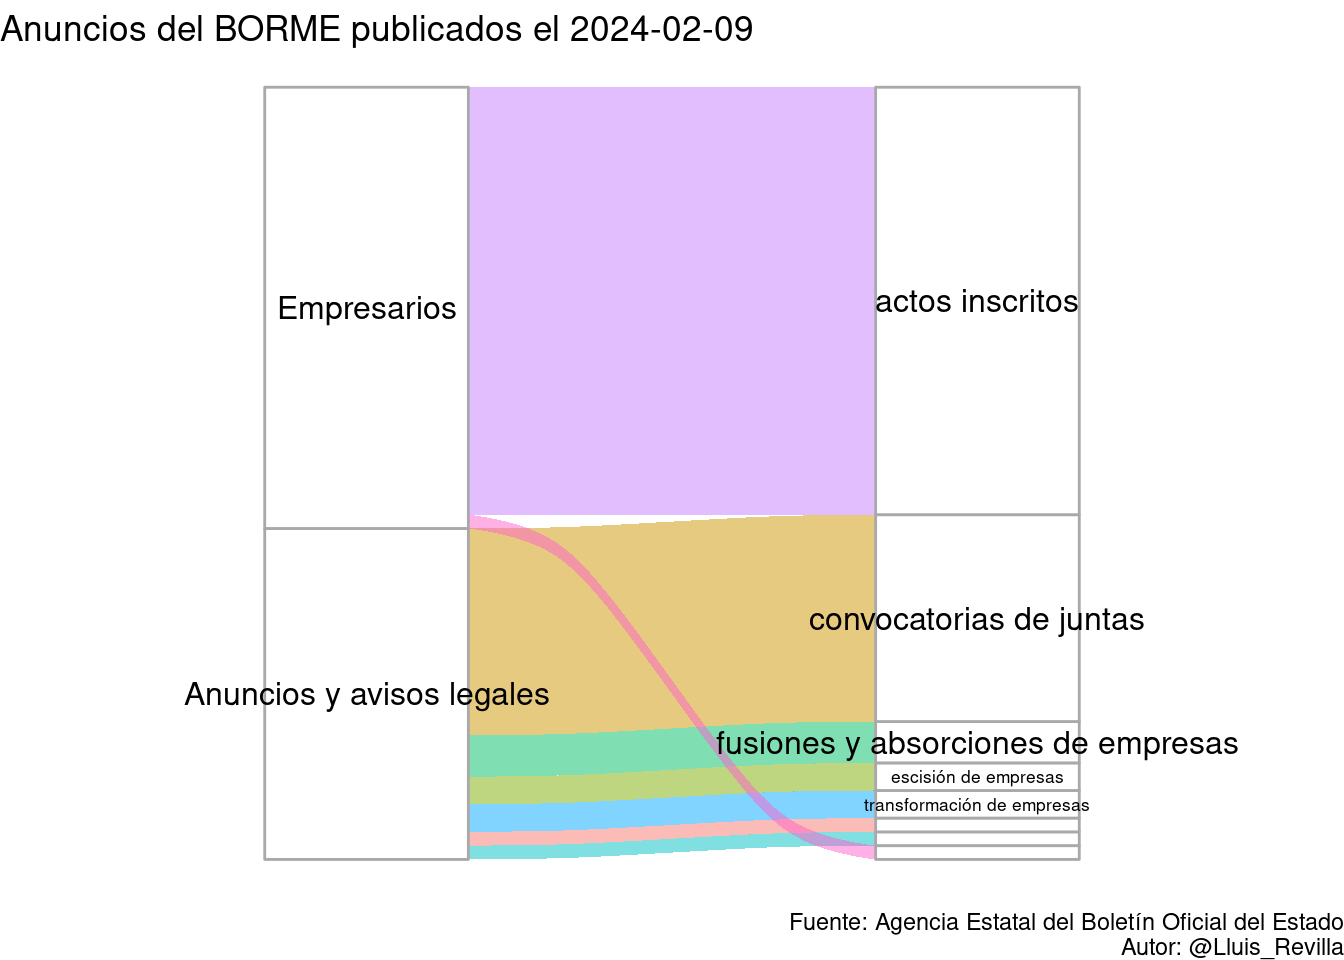 Anuncios del BORME publicados el 2024-02-09
Empresarios
actos inscritos
convocatorias de juntas
Anuncios y avisos legales
fusiones y absorciones de empresas
escisión de empresas
transformación de empresas
Fuente: Agencia Estatal del Boletín Oficial del Estado
Autor: @Lluis_Revilla